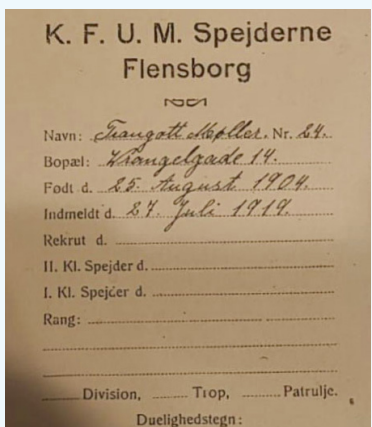 K. F. U. M. Spejderne
Flensborg
Navn: Traugott Møller. Nr. 24.
Bopæl: Wrangelgade 14.
Født d. 25. August 1904.
Indmeldt d. 27. Juli 1919.
Rekrut d.
II. Kl. Spejder d.
I. Kl. Spejder d.
Rang:
Division, Trop, Patrulje.
Duelighedstegn: